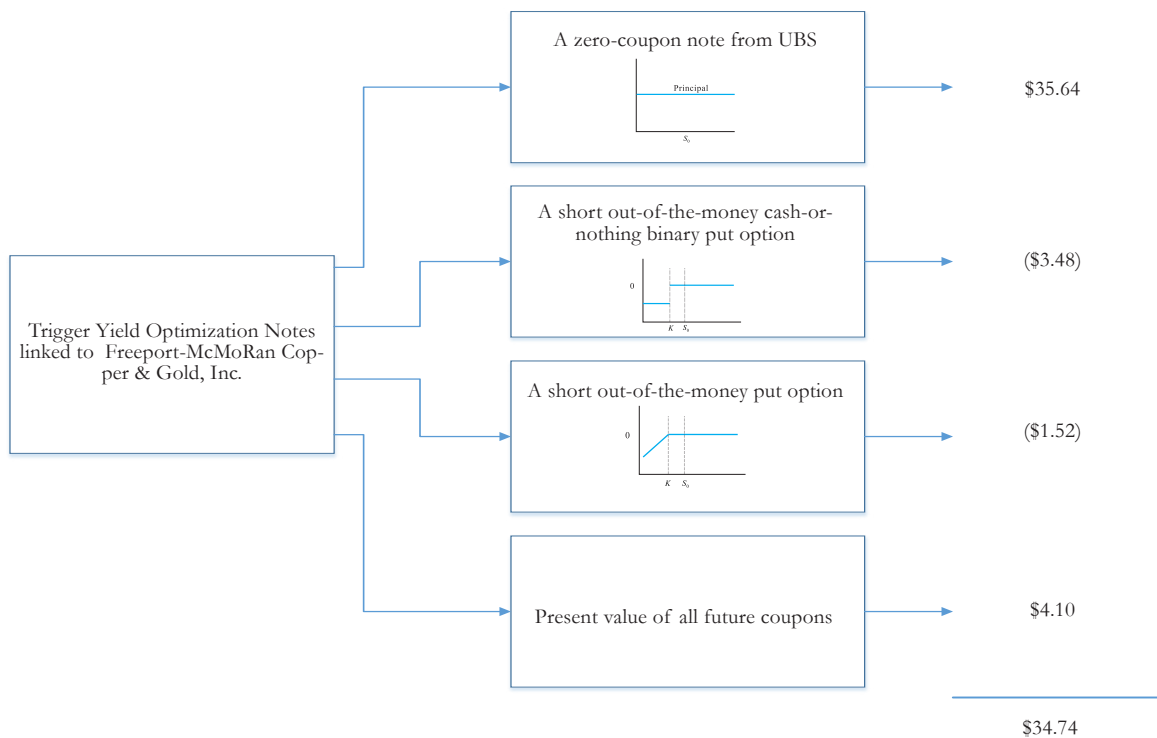 A zero-coupon note from UBS
Principal
S0
$35.64
A short out-of-the-money cash-or-
nothing binary put option
0
K
S0
($3.48)
Trigger Yield Optimization Notes
linked to Freeport-McMoRan Cop-
per & Gold, Inc.
A short out-of-the-money put option
0
K
S0
($1.52)
Present value of all future coupons
$4.10
$34.74